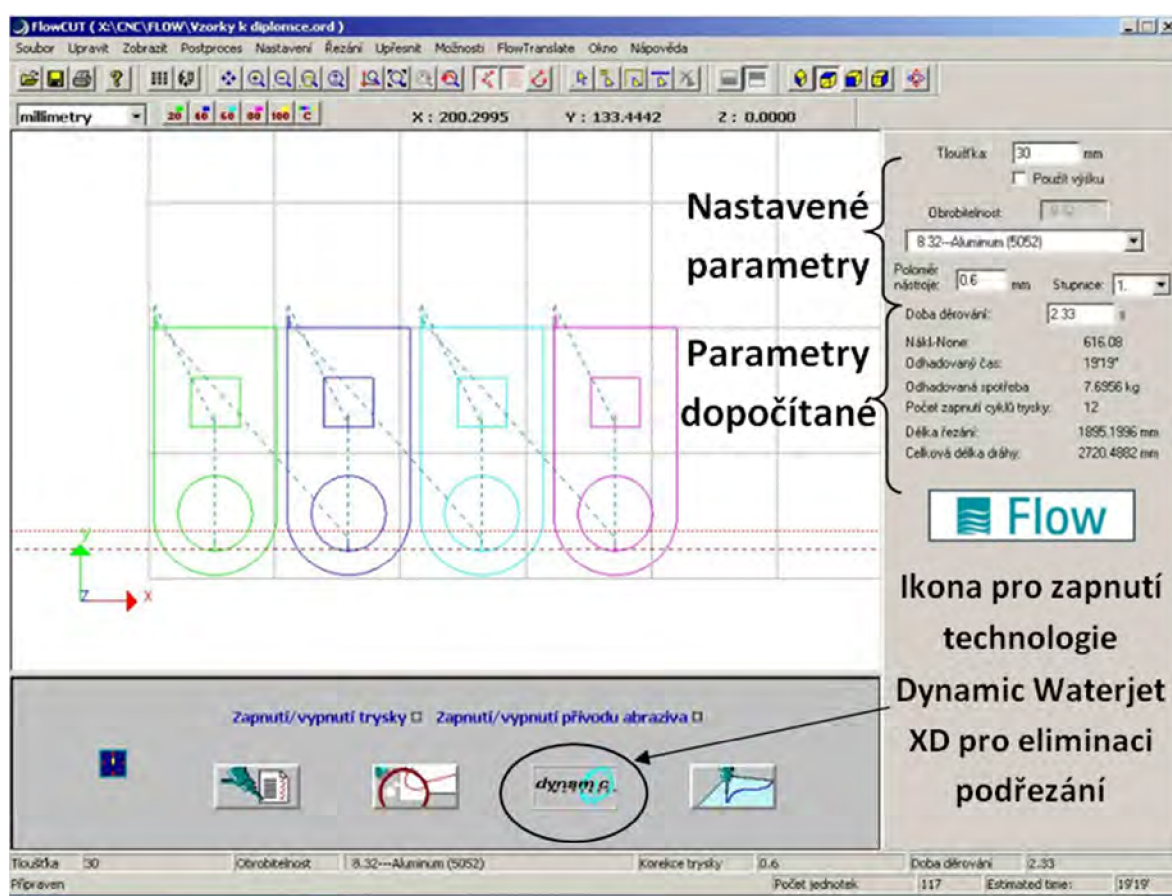 FlowCUT ( X:\CNC\FLOW\Vzorky k diplomce.ord )
Soubor Upravit Zobrazit Postproces Nastavení Řezání Upřesnit Možnosti FlowTranslate Okno Nápověda
millimetry 20 40 60 80 100 C X : 200.2995 Y : 133.4442 Z : 0.0000
Tloušťka: 30 mm
Použít výšku
Nastavené
parametry
Obrobitelnost
8.32---Aluminum (5052)
Poloměr
nástroje: 0.6 mm Stupnice: 1.
Doba děrování: 2.33 s
Parametry
dopočítané
Nákl-None: 616.08
Odhadovaný čas: 19'19"
Odhadovaná spotřeba 7.6956 kg
Počet zapnutí cyklů trysky: 12
Délka řezání: 1895.1996 mm
Celková délka dráhy: 2720.4882 mm
Flow
y
z x
Ikona pro zapnutí
technologie
Dynamic Waterjet
XD pro eliminaci
podřezání
Zapnutí/vypnutí trysky Zapnutí/vypnutí přívodu abraziva
Tloušťka 30 Obrobitelnost 8.32---Aluminum (5052) Korekce trysky 0.6 Doba děrování 2.33
Připraven Počet jednotek 117 Estimated time: 19'19"